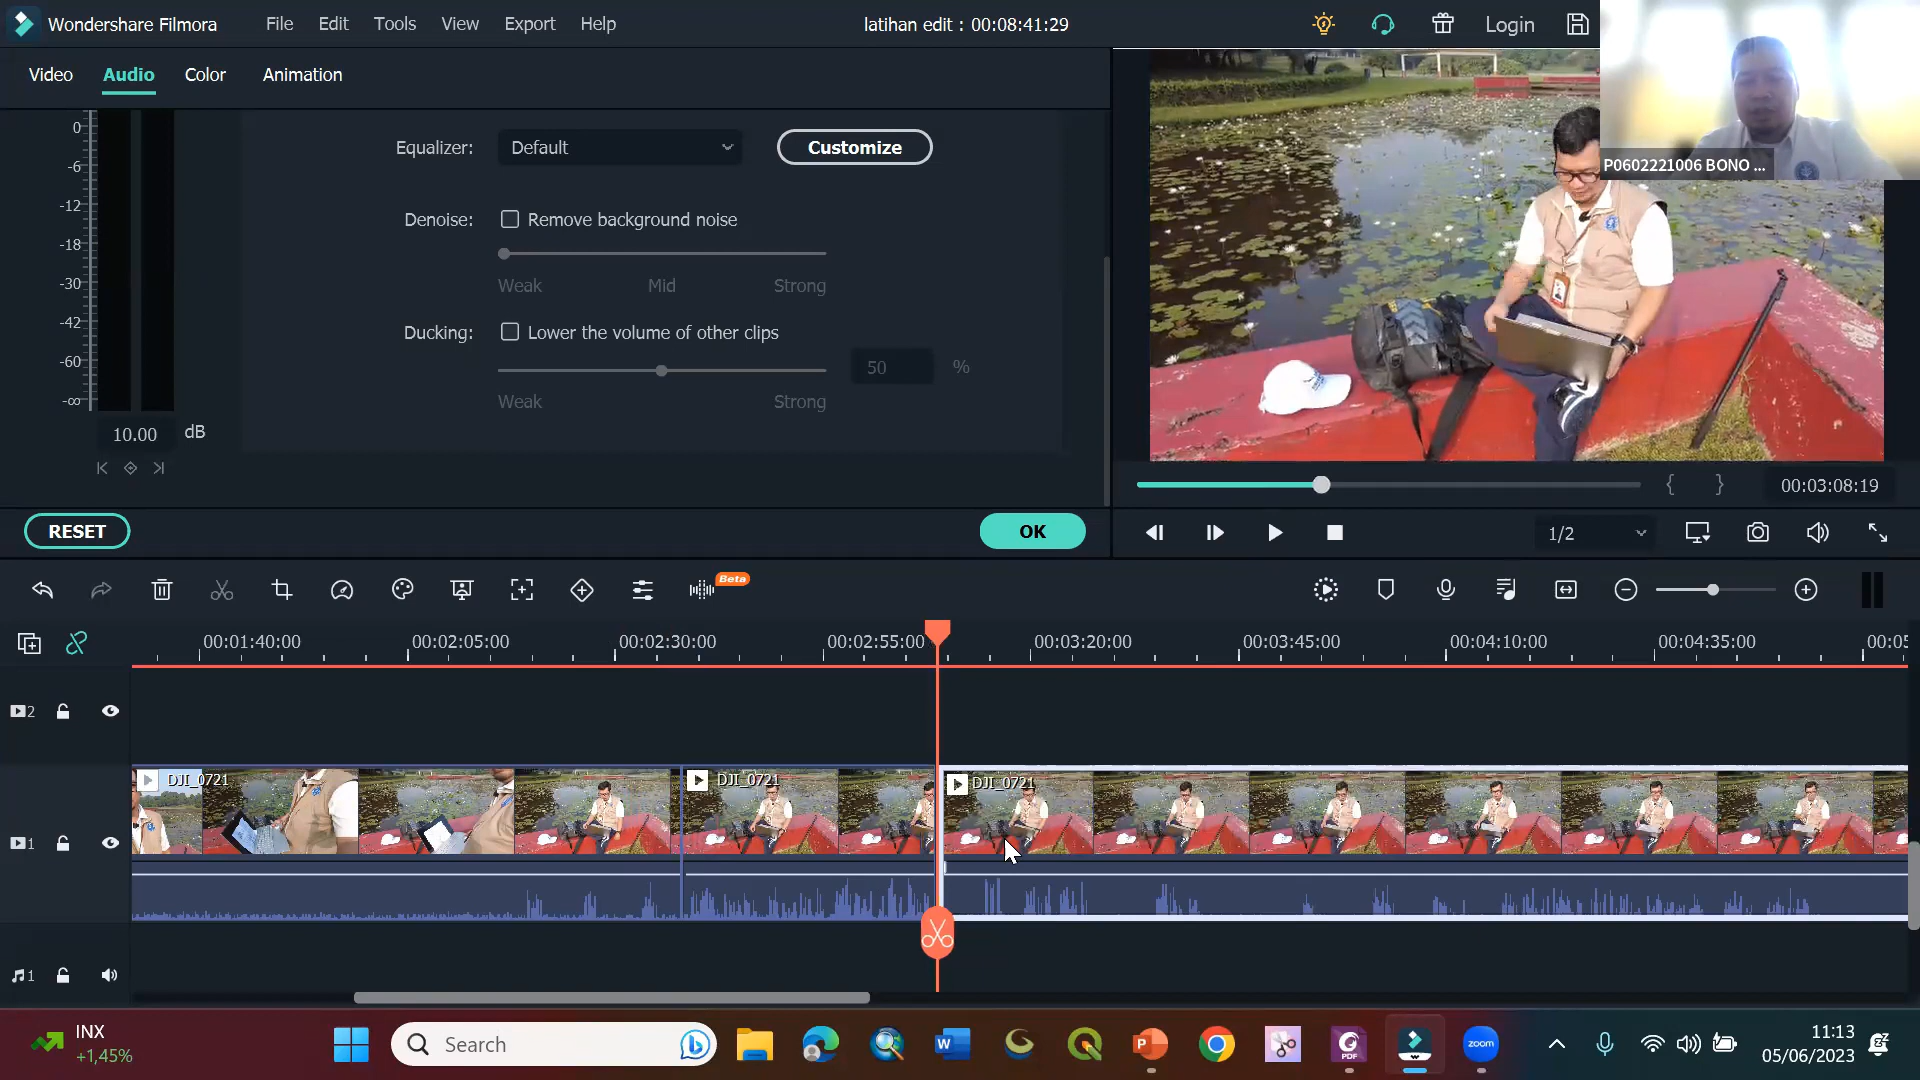 Wondershare Filmora
File Edit Tools View Export Help
latihan edit : 00:08:41:29
Login
P0602221006 BONO ...
Video Audio Color Animation
0
-6
-12
-18
-30
-42
-60
-∞
10.00 dB
Equalizer: Default Customize
Denoise: Remove background noise
Weak Mid Strong
Ducking: Lower the volume of other clips
50 %
Weak Strong
00:03:08:19
RESET OK
1/2
Beta
00:01:40:00 00:02:05:00 00:02:30:00 00:02:55:00 00:03:20:00 00:03:45:00 00:04:10:00 00:04:35:00
2
DJI_0721 DJI_0721 DJI_0721
1
1
INX
+1,45%
Search
W
P
PDF
zoom
11:13
05/06/2023